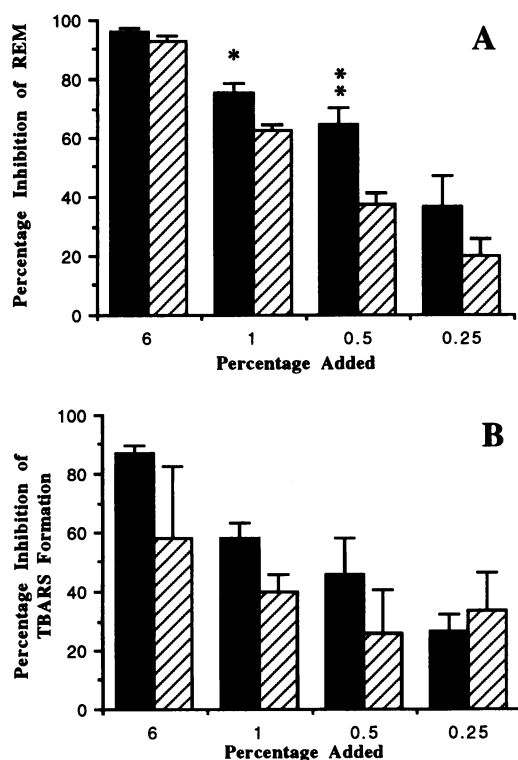 A
Percentage Inhibition of REM
100
80
60
40
20
0
*
*
*
6 1 0.5 0.25
Percentage Added
B
Percentage Inhibition of
TBARS Formation
100
80
60
40
20
0
6 1 0.5 0.25
Percentage Added